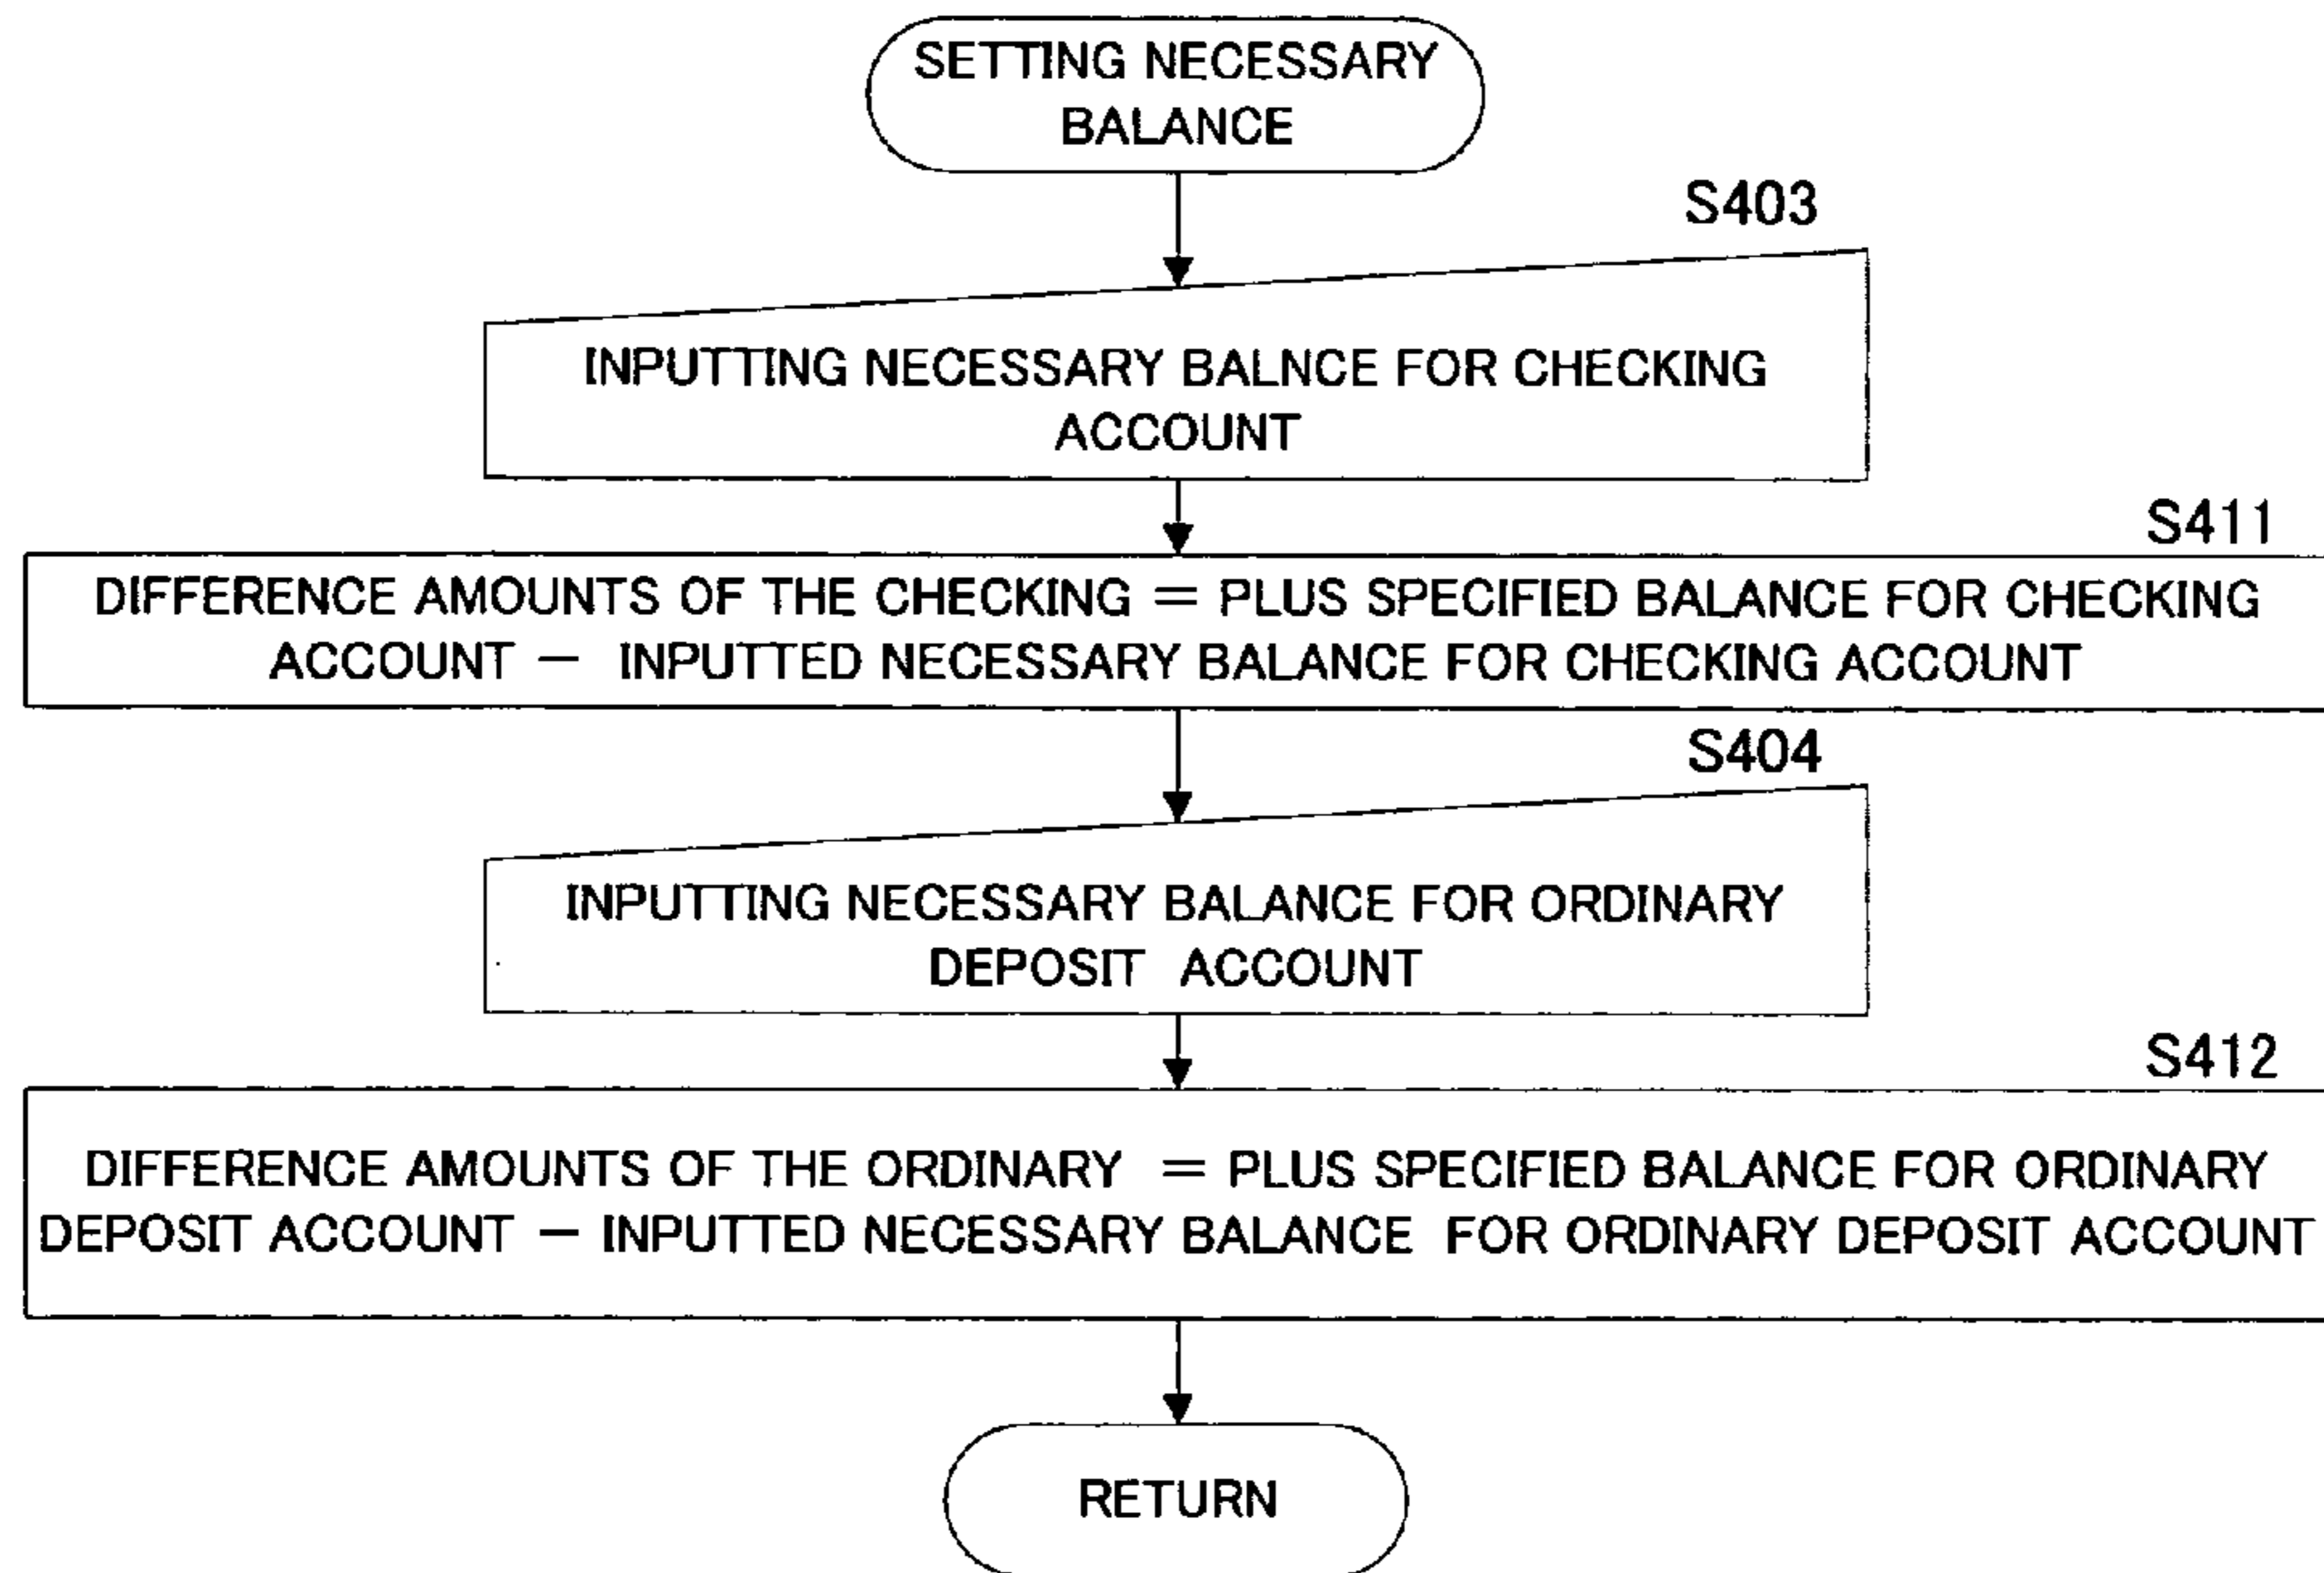 SETTING NECESSARY
BALANCE
S403
INPUTTING NECESSARY BALNCE FOR CHECKING
ACCOUNT
S411
DIFFERENCE AMOUNTS OF THE CHECKING = PLUS SPECIFIED BALANCE FOR CHECKING
ACCOUNT − INPUTTED NECESSARY BALANCE FOR CHECKING ACCOUNT
S404
INPUTTING NECESSARY BALANCE FOR ORDINARY
DEPOSIT ACCOUNT
S412
DIFFERENCE AMOUNTS OF THE ORDINARY = PLUS SPECIFIED BALANCE FOR ORDINARY
DEPOSIT ACCOUNT − INPUTTED NECESSARY BALANCE FOR ORDINARY DEPOSIT ACCOUNT
RETURN